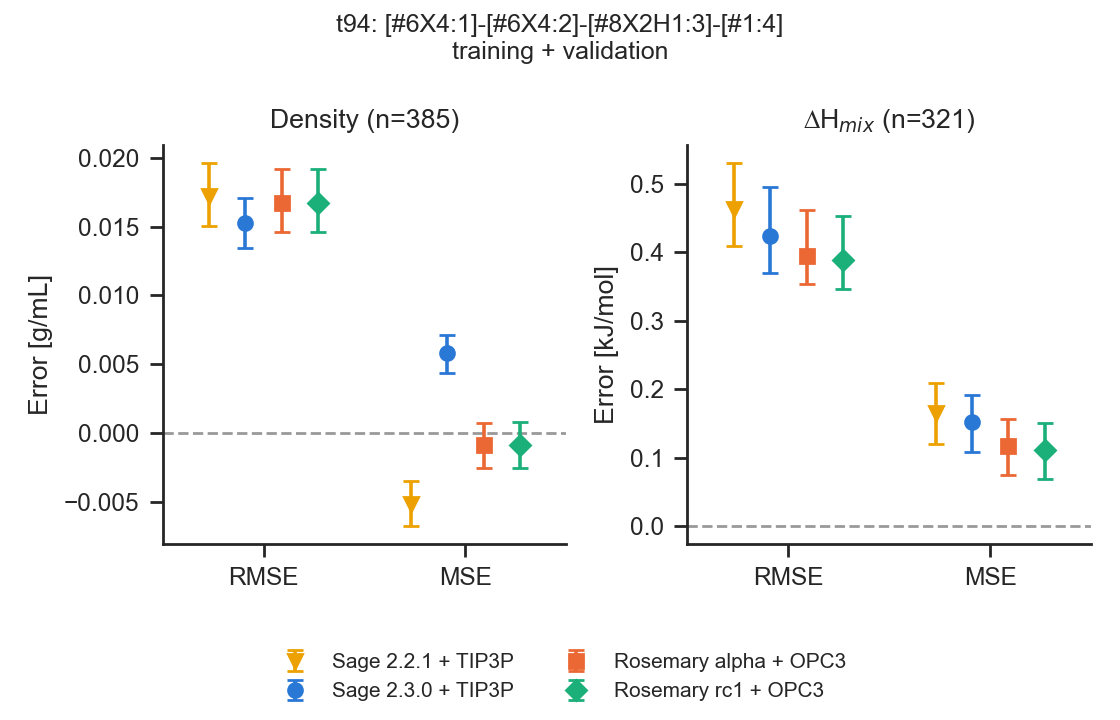 t94: [#6X4:1]-[#6X4:2]-[#8X2H1:3]-[#1:4]
training + validation
Density (n=385)
ΔHmix (n=321)
Error [g/mL]
0.020
0.015
0.010
0.005
0.000
−0.005
RMSE
MSE
Error [kJ/mol]
0.5
0.4
0.3
0.2
0.1
0.0
RMSE
MSE
Sage 2.2.1 + TIP3P
Sage 2.3.0 + TIP3P
Rosemary alpha + OPC3
Rosemary rc1 + OPC3